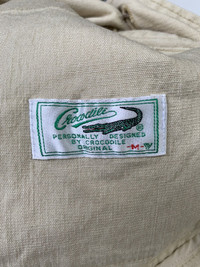 Crocodile
®
PERSONALLY DESIGNED
BY CROCODILE
ORIGINAL -M-W